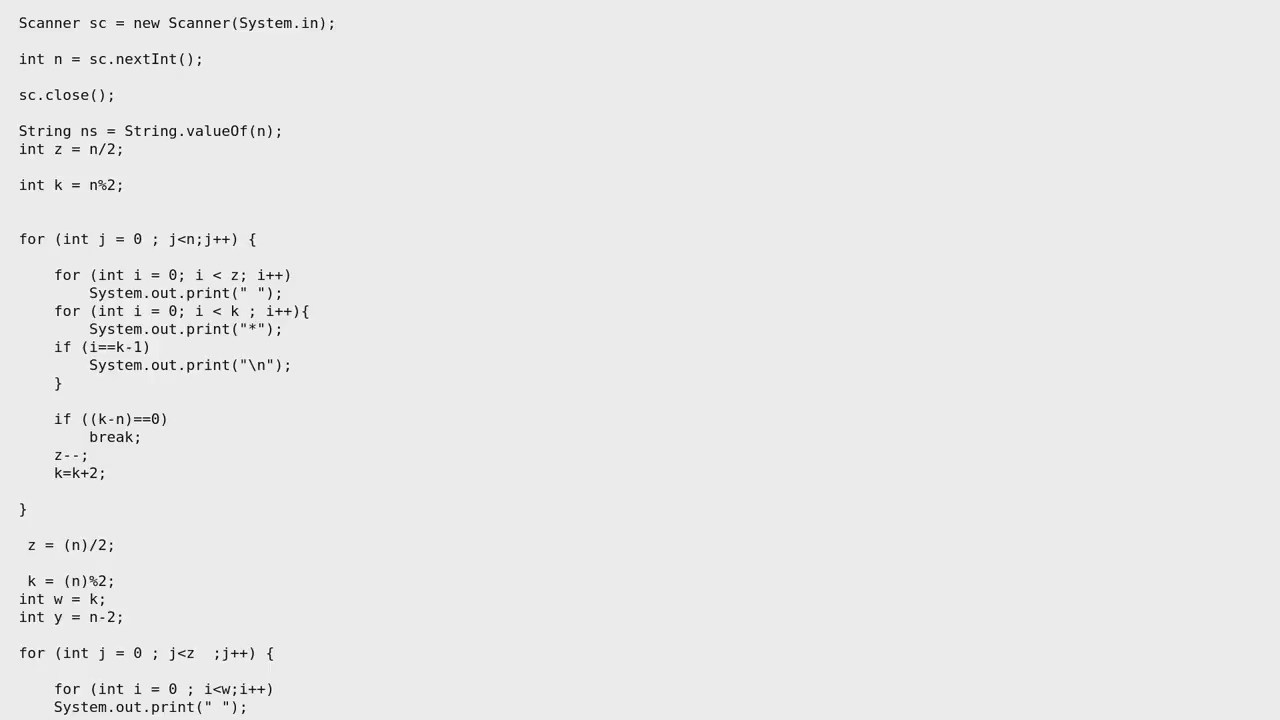 Scanner sc = new Scanner(System.in);
int n = sc.nextInt();
sc.close();
String ns = String.valueOf(n);
int z = n/2;
int k = n%2;
for (int j = 0 ; j<n;j++) {
    for (int i = 0; i < z; i++)
        System.out.print(" ");
    for (int i = 0; i < k ; i++){
        System.out.print("*");
    if (i==k-1)
        System.out.print("\n");
    }
    if ((k-n)==0)
        break;
    z--;
    k=k+2;
}
 z = (n)/2;
 k = (n)%2;
int w = k;
int y = n-2;
for (int j = 0 ; j<z  ;j++) {
    for (int i = 0 ; i<w;i++)
    System.out.print(" ");